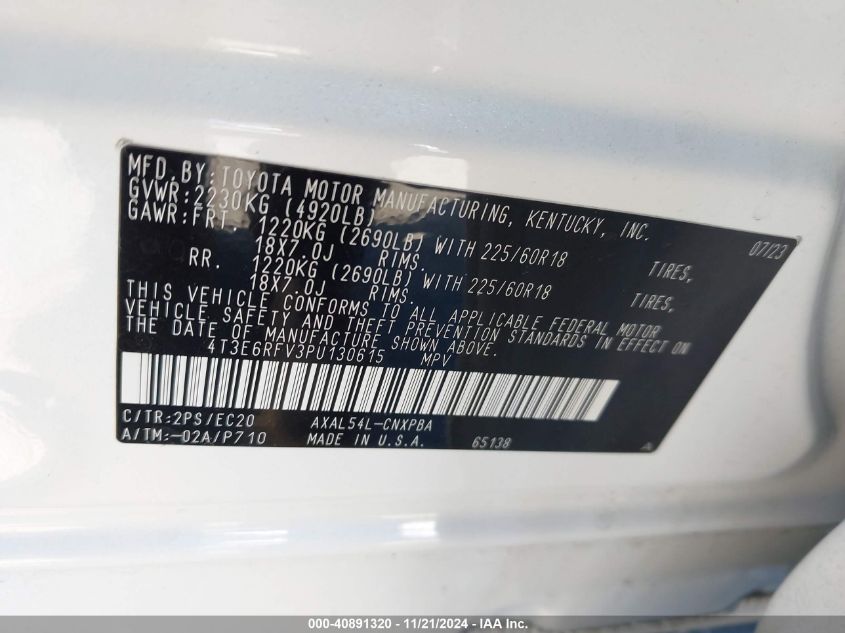 MFD.BY:TOYOTA MOTOR MANUFACTURING, KENTUCKY, INC. 07/23
GVWR:2230KG (4920LB)
GAWR:FRT. 1220KG (2690LB) WITH 225/60R18 TIRES,
18X7.0J RIMS.
RR. 1220KG (2690LB) WITH 225/60R18 TIRES,
18X7.0J RIMS.
THIS VEHICLE CONFORMS TO ALL APPLICABLE FEDERAL MOTOR
VEHICLE SAFETY AND THEFT PREVENTION STANDARDS IN EFFECT ON
THE DATE OF MANUFACTURE SHOWN ABOVE.
4T3E6RFV3PU130615 MPV
C/TR:2PS/EC20 AXAL54L-CNXPBA
A/TM:-02A/P710 MADE IN U.S.A. 65138 A
000-40891320 - 11/21/2024 - IAA Inc.